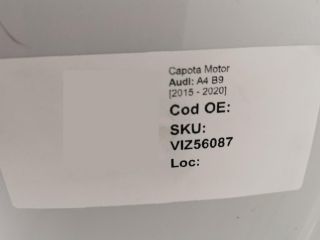 Capota Motor
Audi: A4 B9
[2015 - 2020]
Cod OE:
SKU:
VIZ56087
Loc: